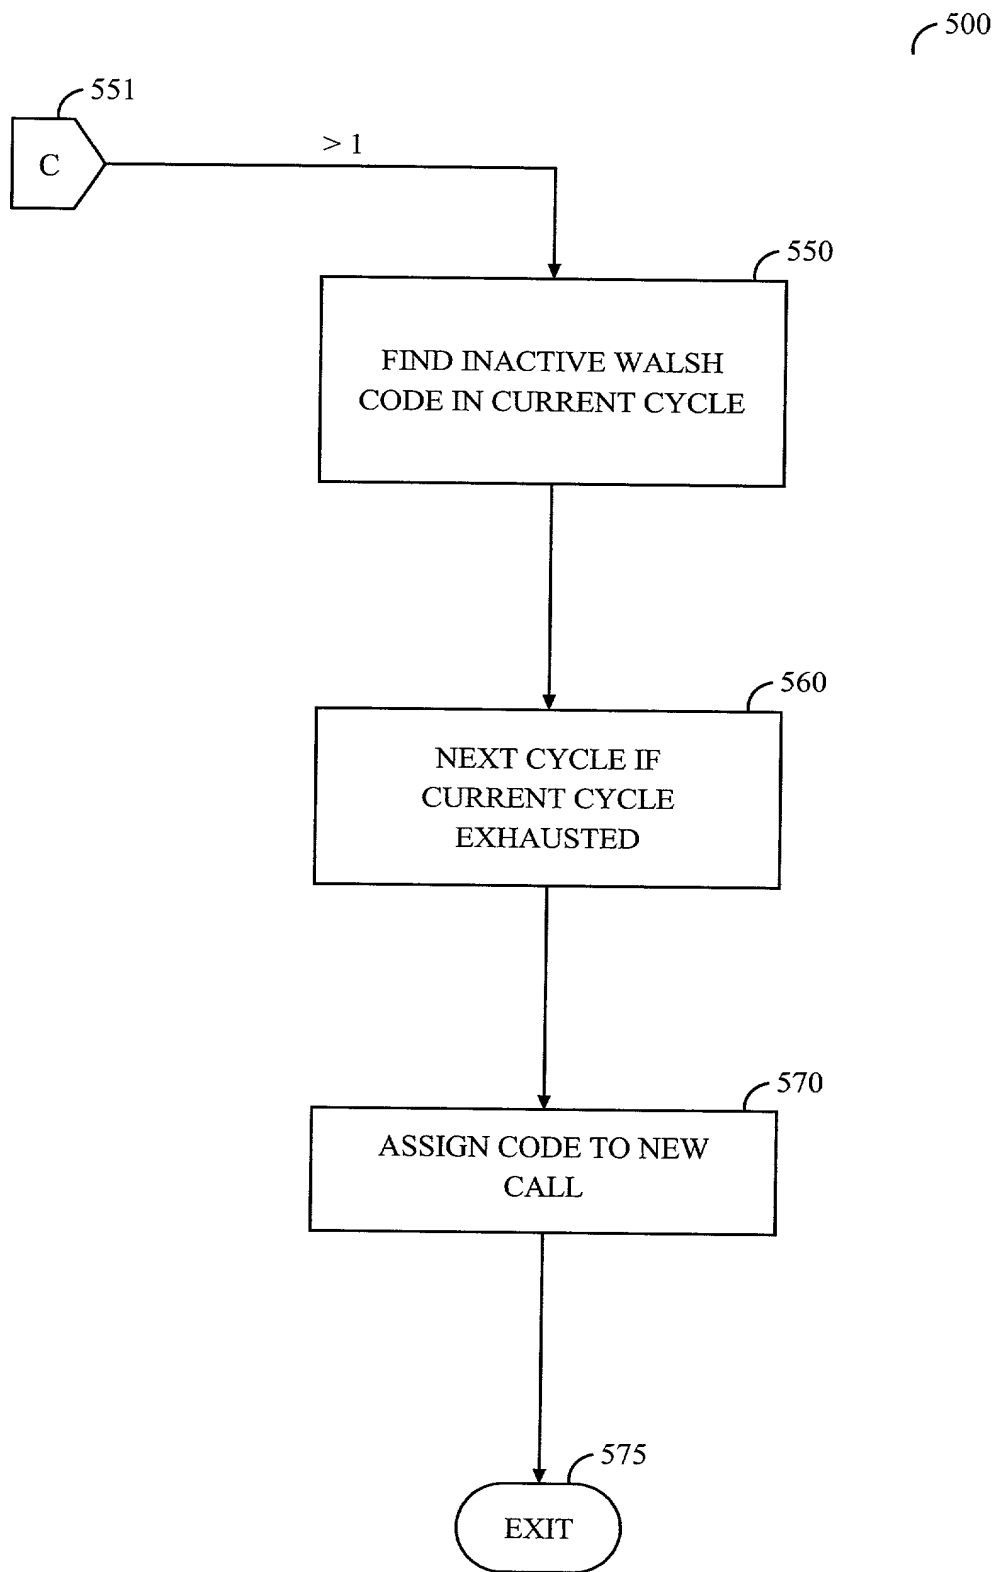 500
551
C
> 1
550
FIND INACTIVE WALSH
CODE IN CURRENT CYCLE
560
NEXT CYCLE IF
CURRENT CYCLE
EXHAUSTED
570
ASSIGN CODE TO NEW
CALL
575
EXIT